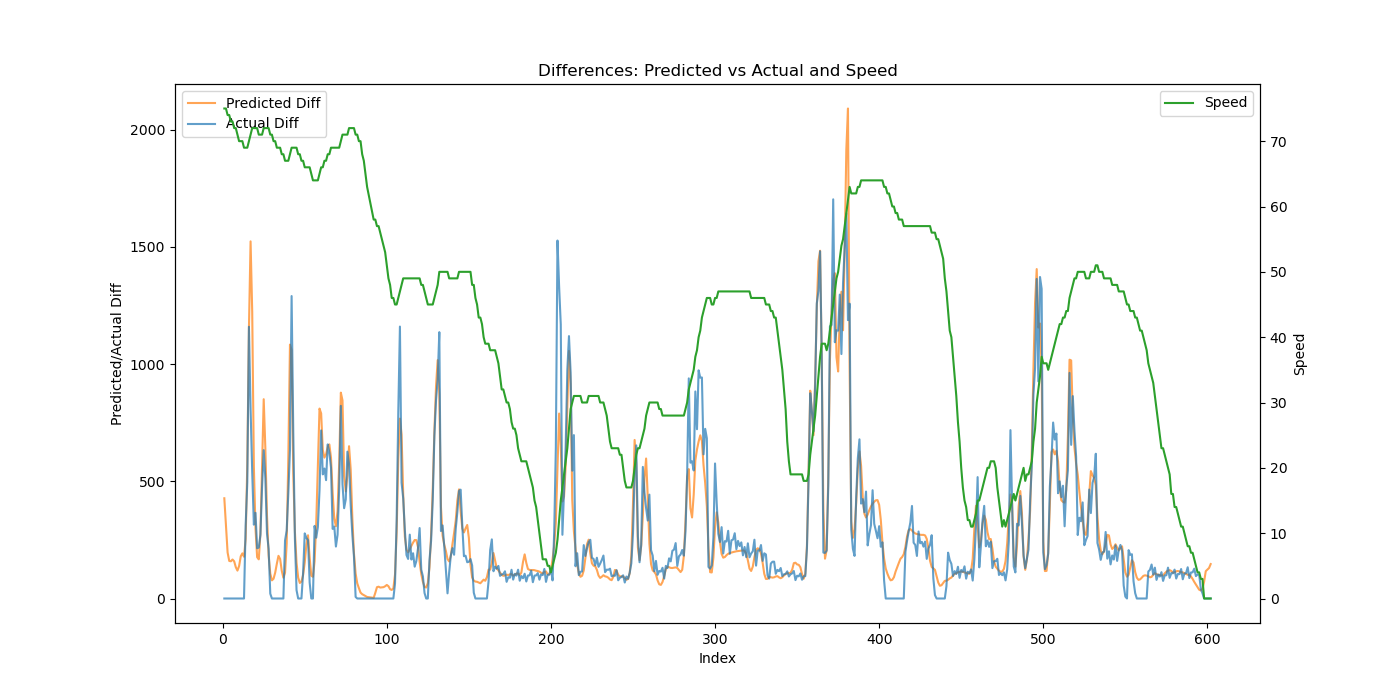 Differences: Predicted vs Actual and Speed
Predicted Diff
Actual Diff
Speed
2000
1500
1000
500
0
Predicted/Actual Diff
70
60
50
40
30
20
10
0
Speed
0 100 200 300 400 500 600
Index